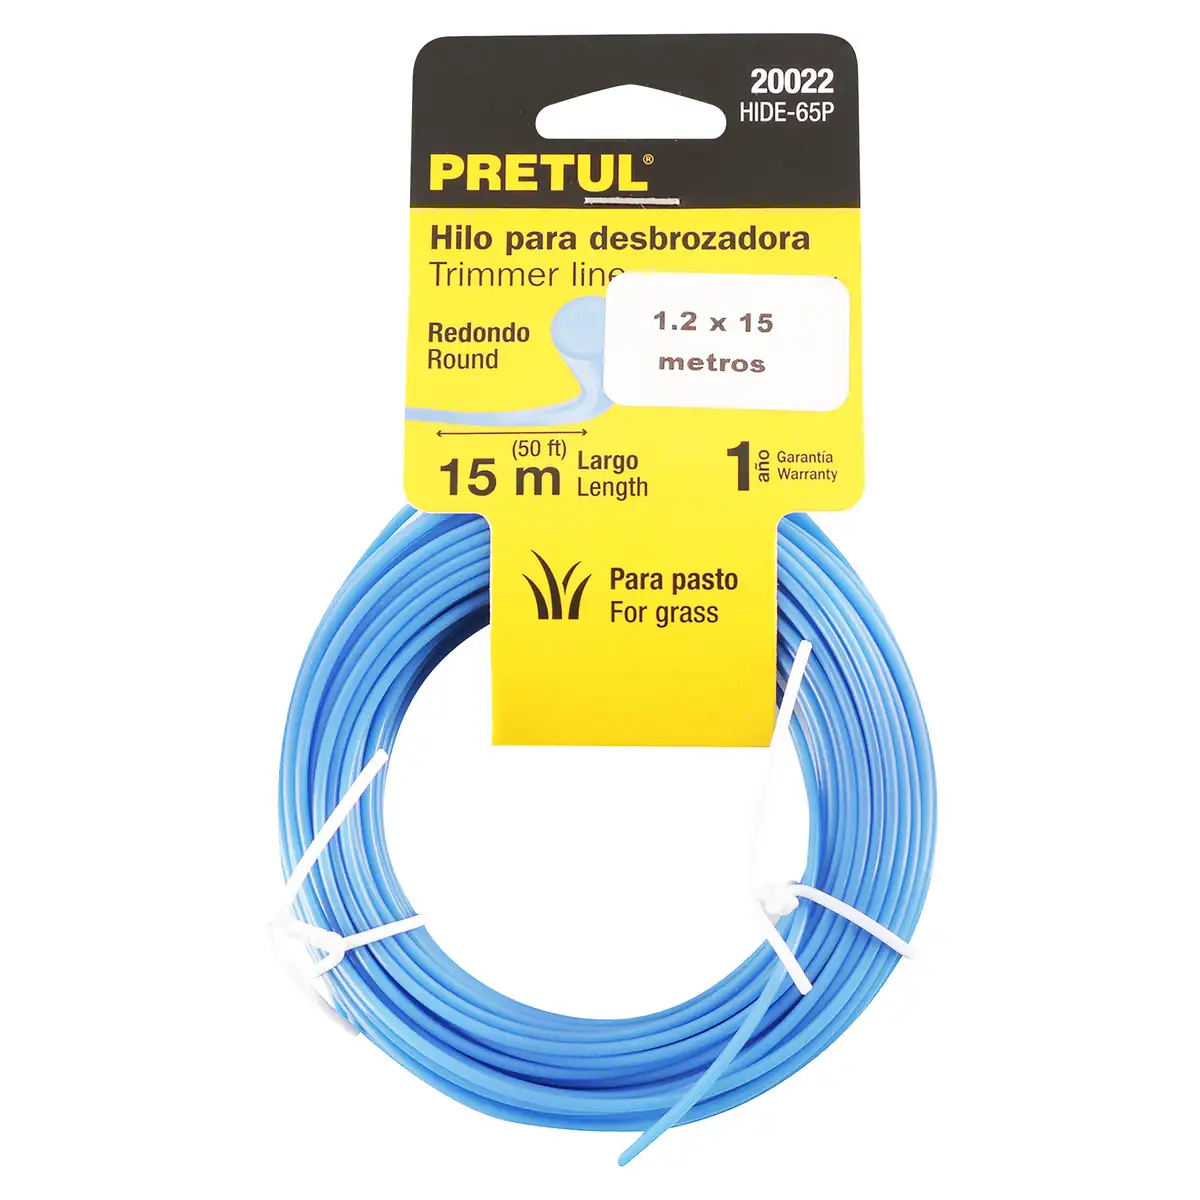 20022
HIDE-65P
PRETUL®
Hilo para desbrozadora
Trimmer line
Redondo
Round
1.2 x 15
metros
(50 ft)
15 m
Largo
Length
1 año
Garantía
Warranty
Para pasto
For grass